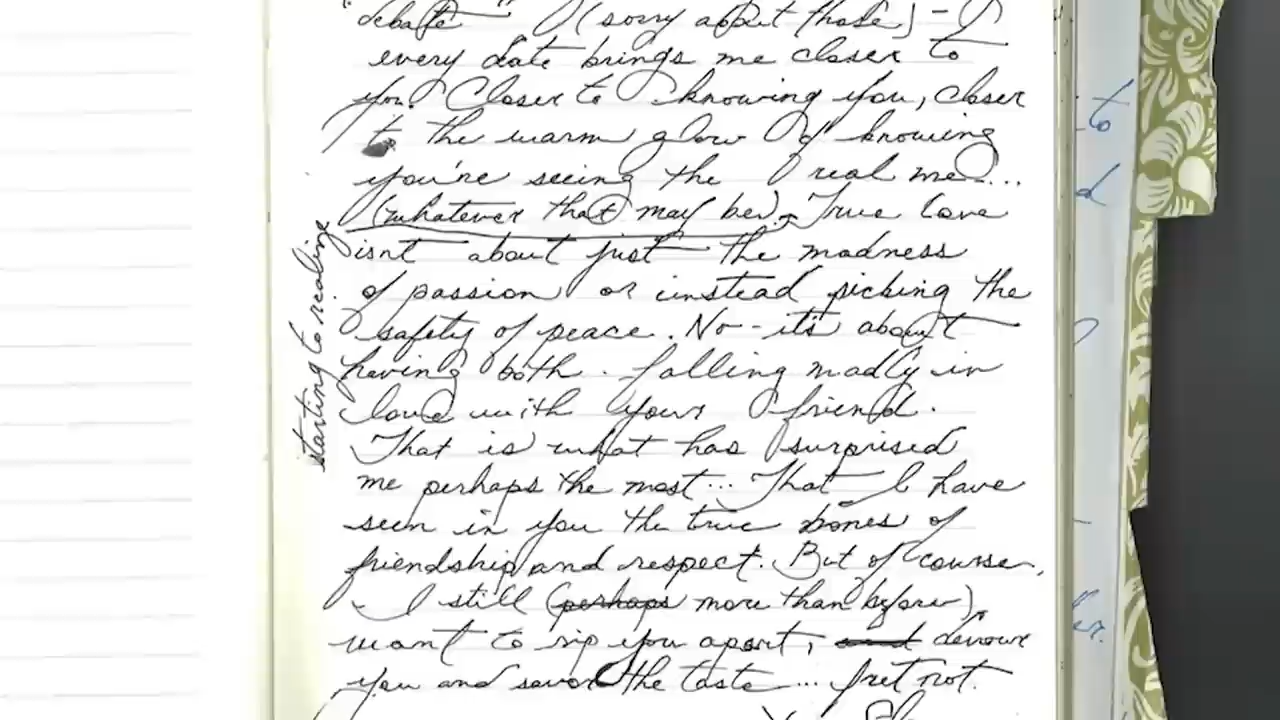 "debate" (sorry about those) - I
every date brings me closer to
you. Closer to knowing you, closer
to the warm glow of knowing
you're seeing the real me...
(whatever that may be). True love
isnt about just the madness
of passion or instead picking the
safety of peace. No - it's about
having both. falling madly in
love with your friend.
That is what has surprised
me perhaps the most... That I have
seen in you the true bones of
friendship and respect. But of course,
I still (perhaps more than before)
want to rip you apart, and devour
you and savor the taste... fret not.
starting to realize
to
d
er.